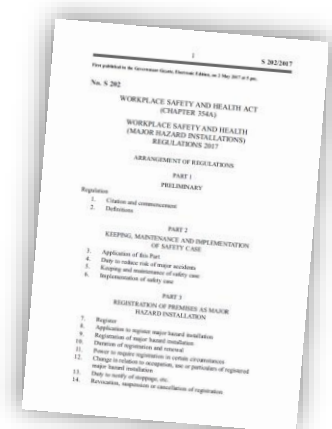 1
S 202/2017
First published in the Government Gazette, Electronic Edition, on 2 May 2017 at 5 pm.
No. S 202
WORKPLACE SAFETY AND HEALTH ACT
(CHAPTER 354A)
WORKPLACE SAFETY AND HEALTH
(MAJOR HAZARD INSTALLATIONS)
REGULATIONS 2017
ARRANGEMENT OF REGULATIONS
PART 1
PRELIMINARY
Regulation
1. Citation and commencement
2. Definitions
PART 2
KEEPING, MAINTENANCE AND IMPLEMENTATION
OF SAFETY CASE
3. Application of this Part
4. Duty to reduce risk of major accidents
5. Keeping and maintenance of safety case
6. Implementation of safety case
PART 3
REGISTRATION OF PREMISES AS MAJOR
HAZARD INSTALLATION
7. Register
8. Application to register major hazard installation
9. Registration of major hazard installation
10. Duration of registration and renewal
11. Power to require registration in certain circumstances
12. Change in relation to occupation, use or particulars of registered
major hazard installation
13. Duty to notify of stoppage, etc.
14. Revocation, suspension or cancellation of registration